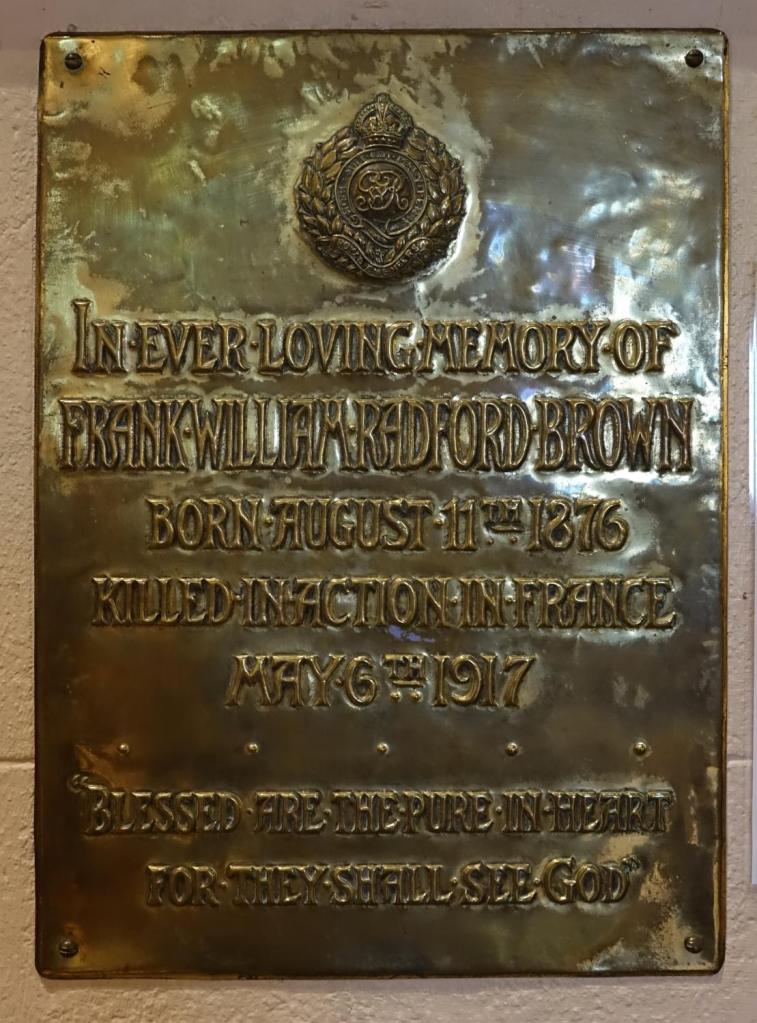 IN·EVER·LOVING·MEMORY·OF
FRANK·WILLIAM·RADFORD·BROWN
BORN·AUGUST·11TH 1876
KILLED·IN·ACTION·IN·FRANCE
MAY·6TH 1917
"BLESSED·ARE·THE·PURE·IN·HEART
FOR·THEY·SHALL·SEE·GOD"